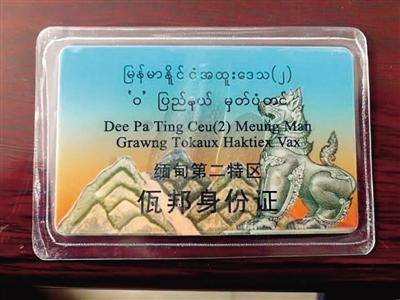 မြန်မာနိူင်ငံအထူးဒေသ(၂)
'ဝ' ပြည်နယ် မှတ်ပုံတင်
Dee Pa Ting Ceu(2) Meung Man
Grawng Tokaux Haktiex Vax
缅甸第二特区
佤邦身份证